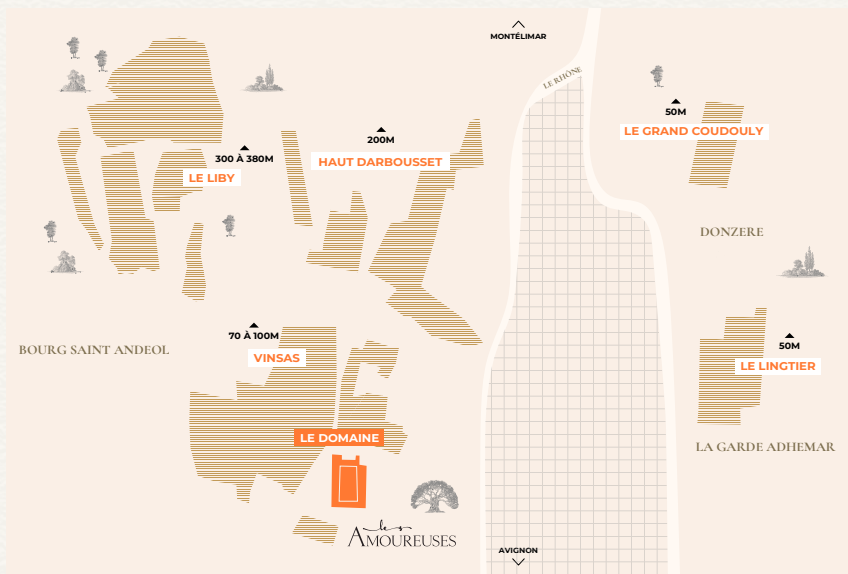 MONTÉLIMAR
LE RHÔNE
50M
LE GRAND COUDOULY
200M
HAUT DARBOUSSET
300 À 380M
LE LIBY
DONZERE
70 À 100M
VINSAS
BOURG SAINT ANDEOL
50M
LE LINGTIER
LE DOMAINE
LA GARDE ADHEMAR
les
AMOUREUSES
AVIGNON